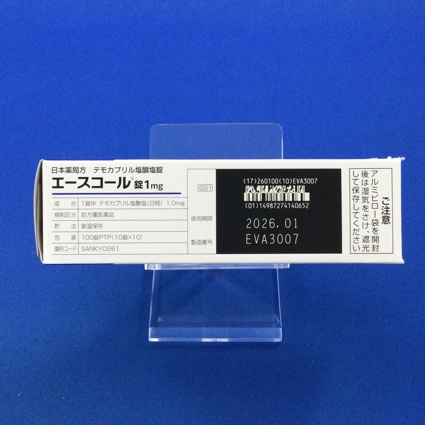 日本薬局方 テモカプリル塩酸塩錠
エースコール®錠1mg
成分 1錠中 テモカプリル塩酸塩(日局) 1.0mg
規制区分 処方箋医薬品
貯法 室温保存
包装 100錠PTP(10錠×10)
識別コード SANKYO261
GS1
(17)260100(10)EVA3007
(01)14987274140652
使用期限 2026.01
製造番号 EVA3007
ご注意
アルミピロー袋を開封
後は湿気をさけ、遮光
して保存してください